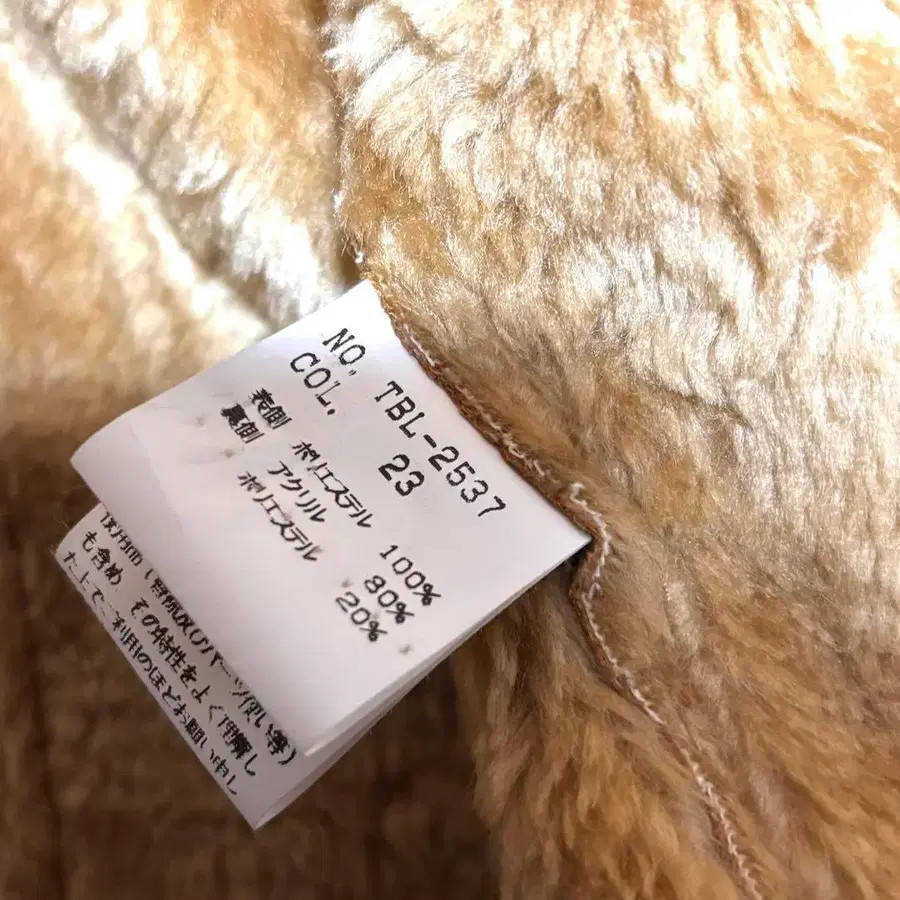 NO. TBL-2537
COL. 23
表側 ポリエステル 100%
裏側 アクリル 80%
ポリエステル 20%
も含め、その特性をよく理解し
た上でご利用のほどお願い申し